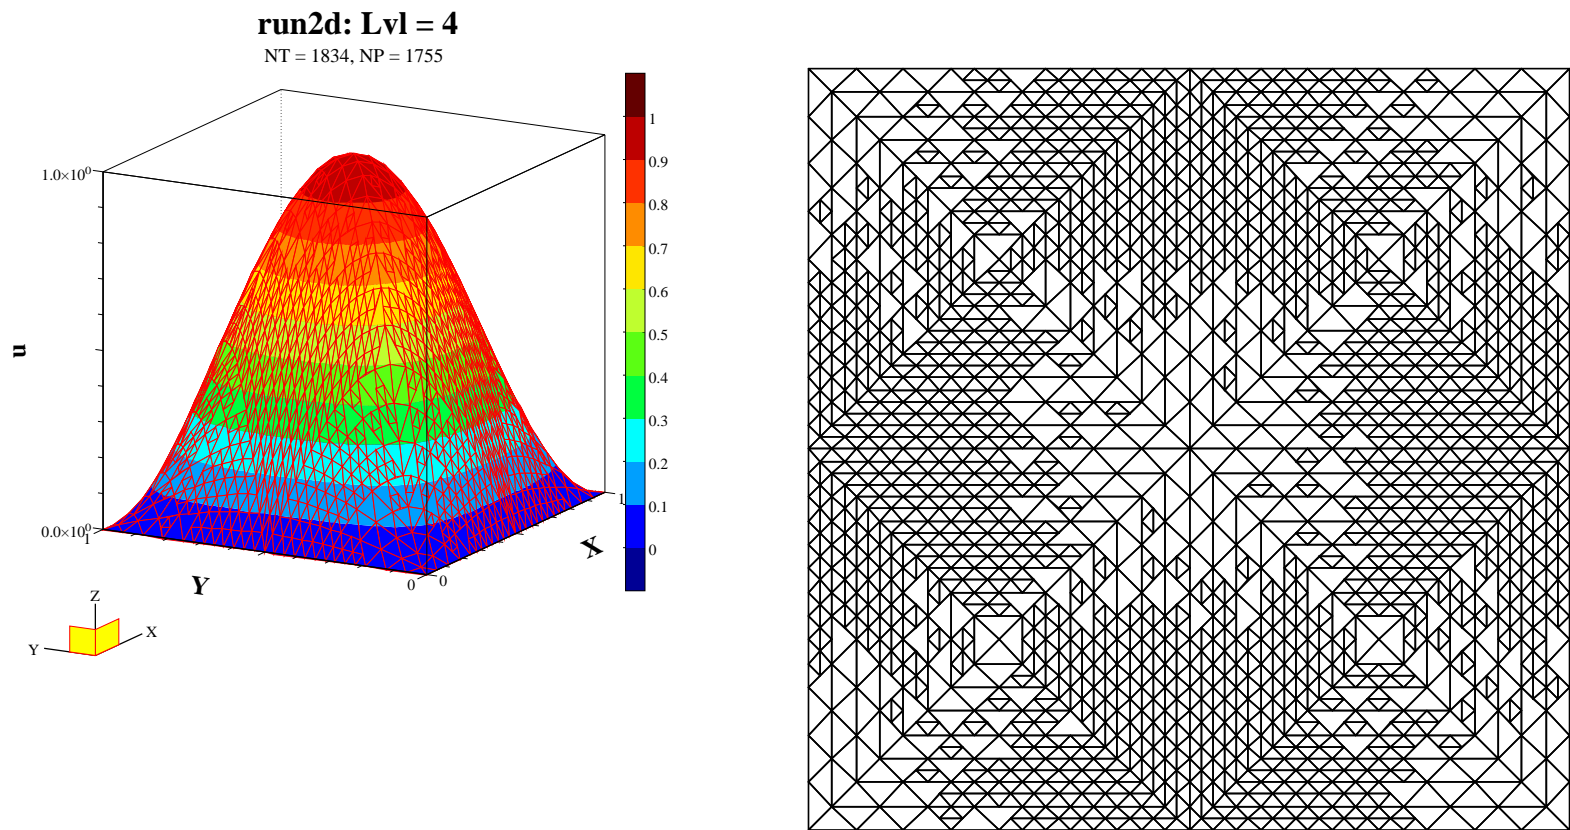 run2d: Lvl = 4
NT = 1834, NP = 1755
1.0×10⁰
0.0×10⁰
u
1
Y
0
0
X
1
1
0.9
0.8
0.7
0.6
0.5
0.4
0.3
0.2
0.1
0
Z
X
Y